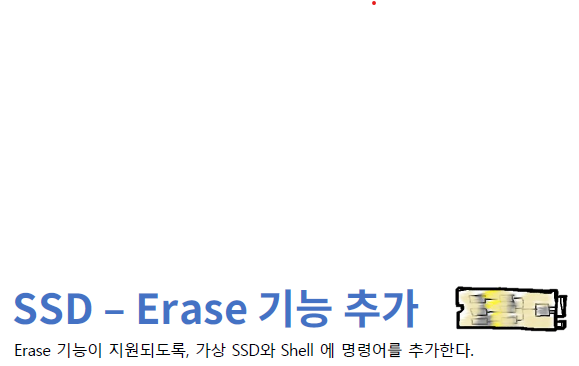 SSD – Erase 기능 추가
Erase 기능이 지원되도록, 가상 SSD와 Shell 에 명령어를 추가한다.